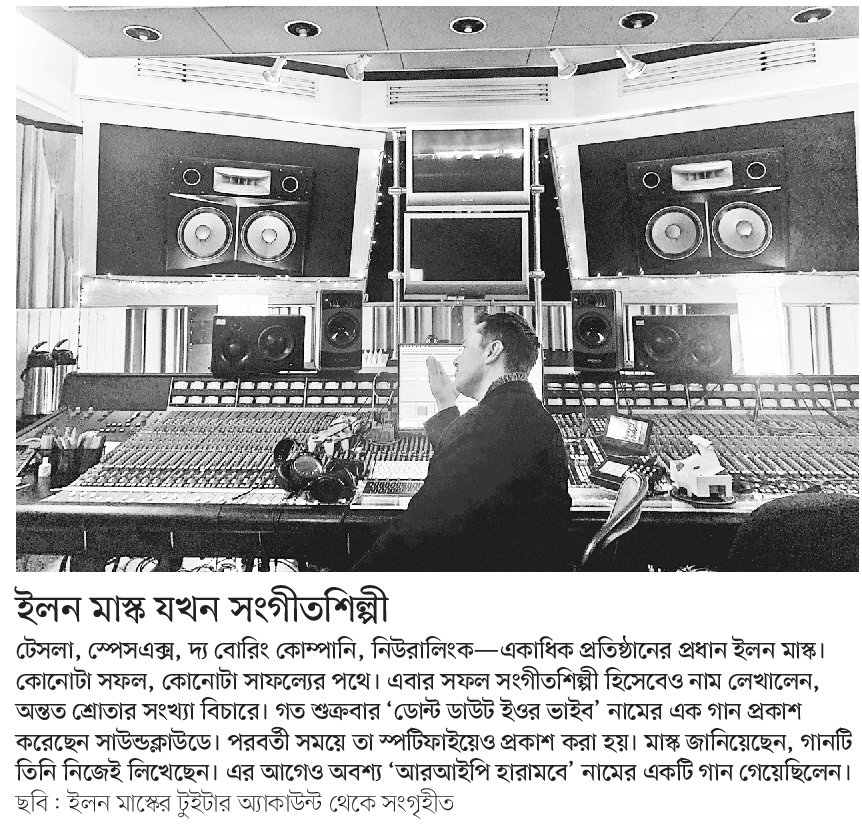 ইলন মাস্ক যখন সংগীতশিল্পী
টেসলা, স্পেসএক্স, দ্য বোরিং কোম্পানি, নিউরালিংক—একাধিক প্রতিষ্ঠানের প্রধান ইলন মাস্ক।
কোনোটা সফল, কোনোটা সাফল্যের পথে। এবার সফল সংগীতশিল্পী হিসেবেও নাম লেখালেন,
অন্তত শ্রোতার সংখ্যা বিচারে। গত শুক্রবার ‘ডোন্ট ডাউট ইওর ভাইব’ নামের এক গান প্রকাশ
করেছেন সাউন্ডক্লাউডে। পরবর্তী সময়ে তা স্পটিফাইয়েও প্রকাশ করা হয়। মাস্ক জানিয়েছেন, গানটি
তিনি নিজেই লিখেছেন। এর আগেও অবশ্য ‘আরআইপি হারামবে’ নামের একটি গান গেয়েছিলেন।
ছবি : ইলন মাস্কের টুইটার অ্যাকাউন্ট থেকে সংগৃহীত